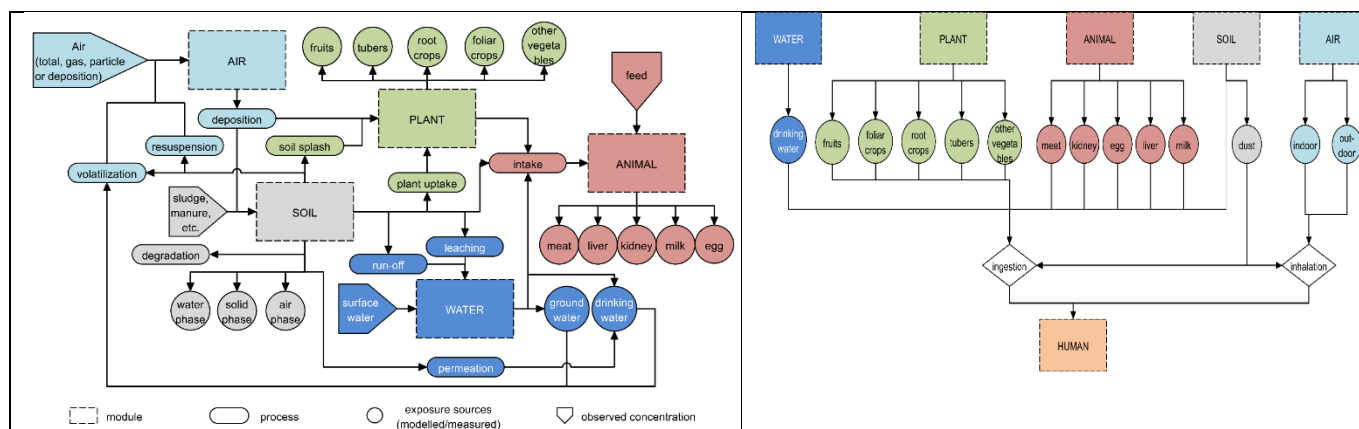 Air
(total, gas, particle
or deposition)
AIR
fruits
tubers
root
crops
foliar
crops
other
vegeta
bles
feed
deposition
PLANT
resuspension
soil splash
intake
ANIMAL
volatilization
plant uptake
sludge,
manure,
etc.
SOIL
degradation
leaching
run-off
meat
liver
kidney
milk
egg
water
phase
solid
phase
air
phase
surface
water
WATER
ground
water
drinking
water
permeation
module
process
exposure sources
(modelled/measured)
observed concentration
WATER
PLANT
ANIMAL
SOIL
AIR
drinking
water
fruits
foliar
crops
root
crops
tubers
other
vegeta
bles
meat
kidney
egg
liver
milk
dust
indoor
out-
door
ingestion
inhalation
HUMAN